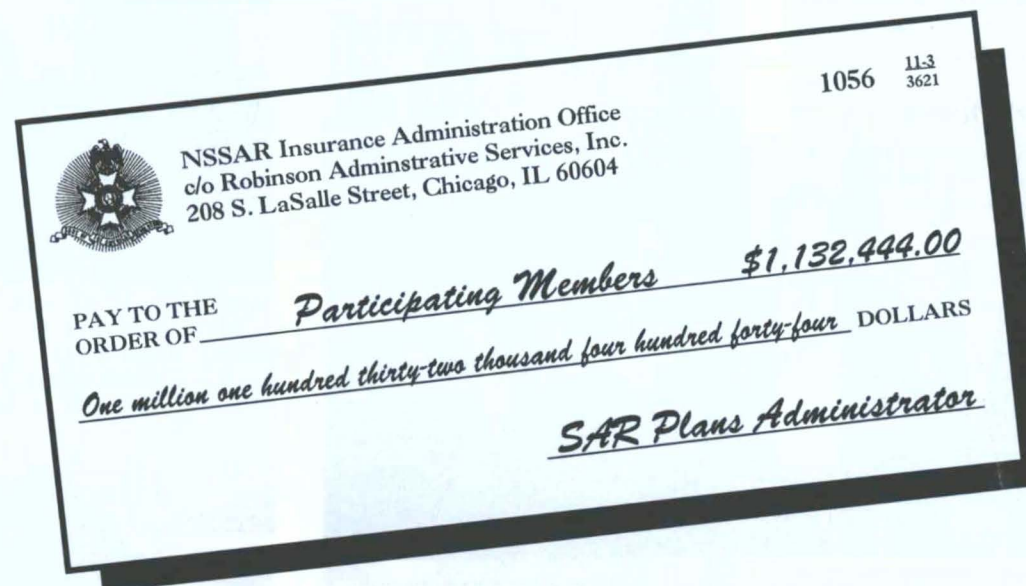 1056 11-3
3621
NSSAR Insurance Administration Office
c/o Robinson Adminstrative Services, Inc.
208 S. LaSalle Street, Chicago, IL 60604
PAY TO THE
ORDER OF Participating Members $1,132,444.00
One million one hundred thirty-two thousand four hundred forty-four DOLLARS
SAR Plans Administrator